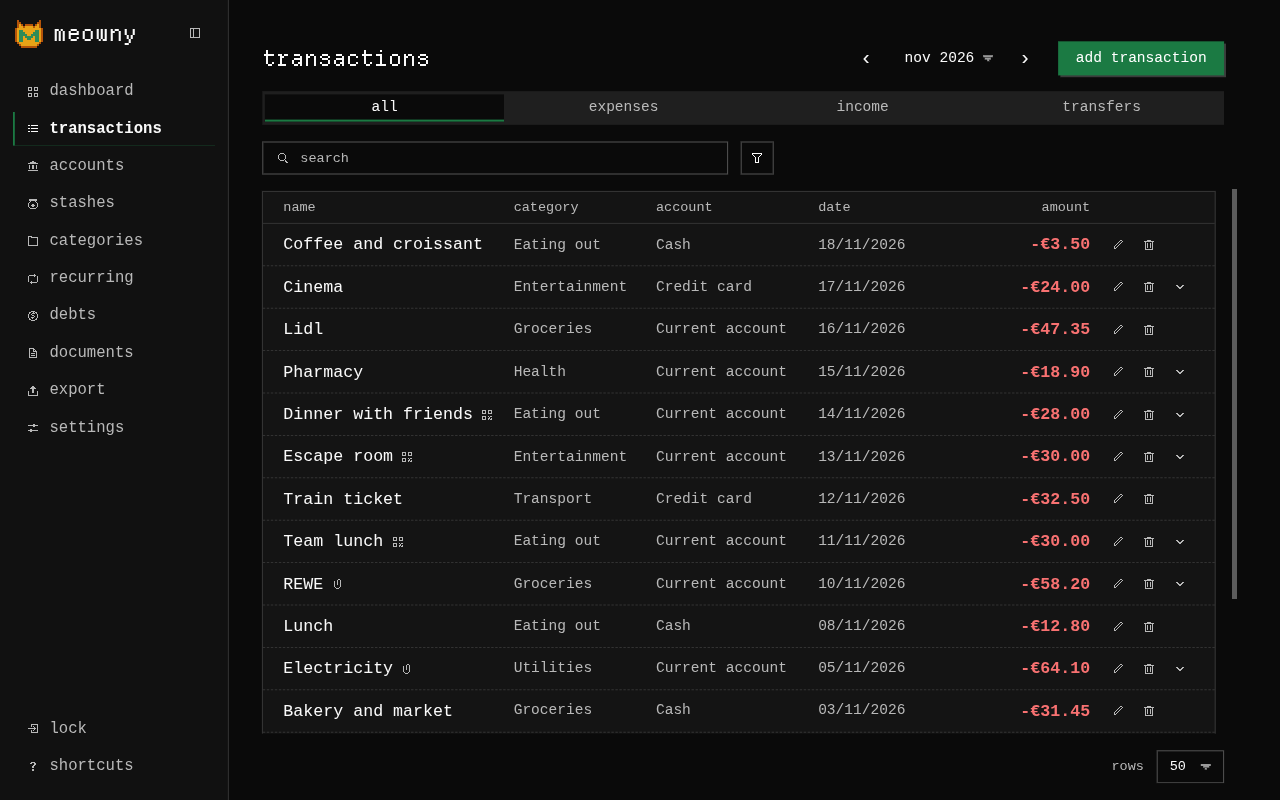 meowny
dashboard
transactions
accounts
stashes
categories
recurring
debts
documents
export
settings
lock
? shortcuts
transactions
‹ nov 2026 ›
add transaction
all expenses income transfers
search
name category account date amount
Coffee and croissant Eating out Cash 18/11/2026 -€3.50
Cinema Entertainment Credit card 17/11/2026 -€24.00
Lidl Groceries Current account 16/11/2026 -€47.35
Pharmacy Health Current account 15/11/2026 -€18.90
Dinner with friends Eating out Current account 14/11/2026 -€28.00
Escape room Entertainment Current account 13/11/2026 -€30.00
Train ticket Transport Credit card 12/11/2026 -€32.50
Team lunch Eating out Current account 11/11/2026 -€30.00
REWE Groceries Current account 10/11/2026 -€58.20
Lunch Eating out Cash 08/11/2026 -€12.80
Electricity Utilities Current account 05/11/2026 -€64.10
Bakery and market Groceries Cash 03/11/2026 -€31.45
rows 50